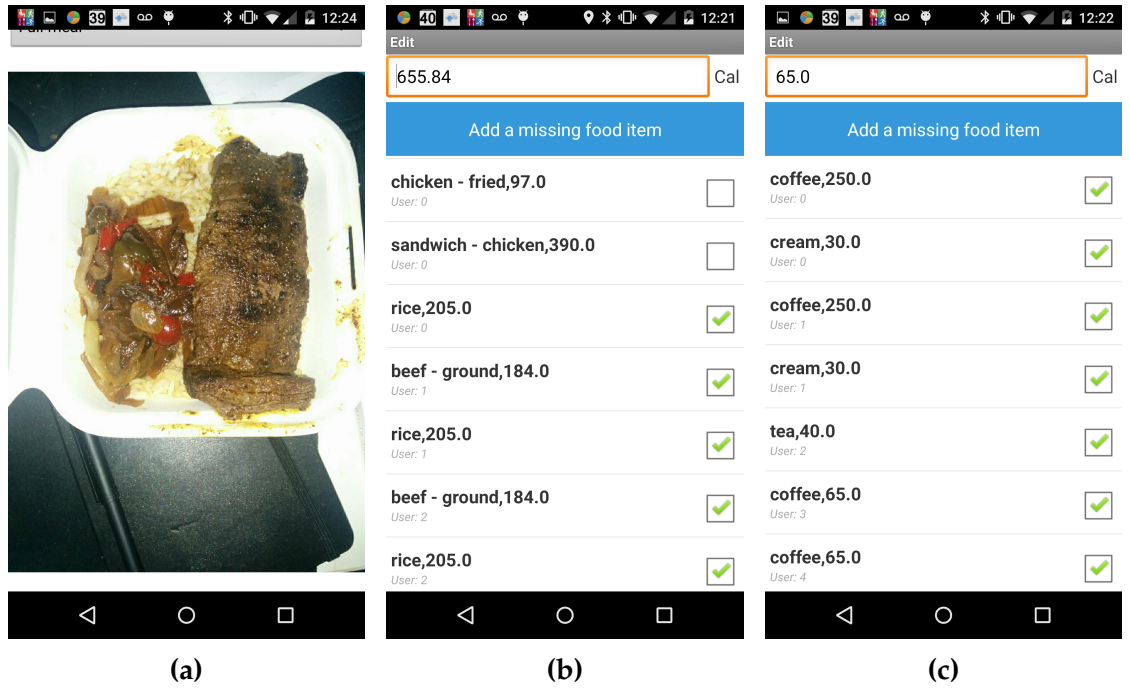 39 12:24
Full meal
40 12:21
Edit
655.84 Cal
Add a missing food item
chicken - fried,97.0
User: 0
sandwich - chicken,390.0
User: 0
rice,205.0
User: 0
beef - ground,184.0
User: 1
rice,205.0
User: 1
beef - ground,184.0
User: 2
rice,205.0
User: 2
39 12:22
Edit
65.0 Cal
Add a missing food item
coffee,250.0
User: 0
cream,30.0
User: 0
coffee,250.0
User: 1
cream,30.0
User: 1
tea,40.0
User: 2
coffee,65.0
User: 3
coffee,65.0
User: 4
(a)
(b)
(c)